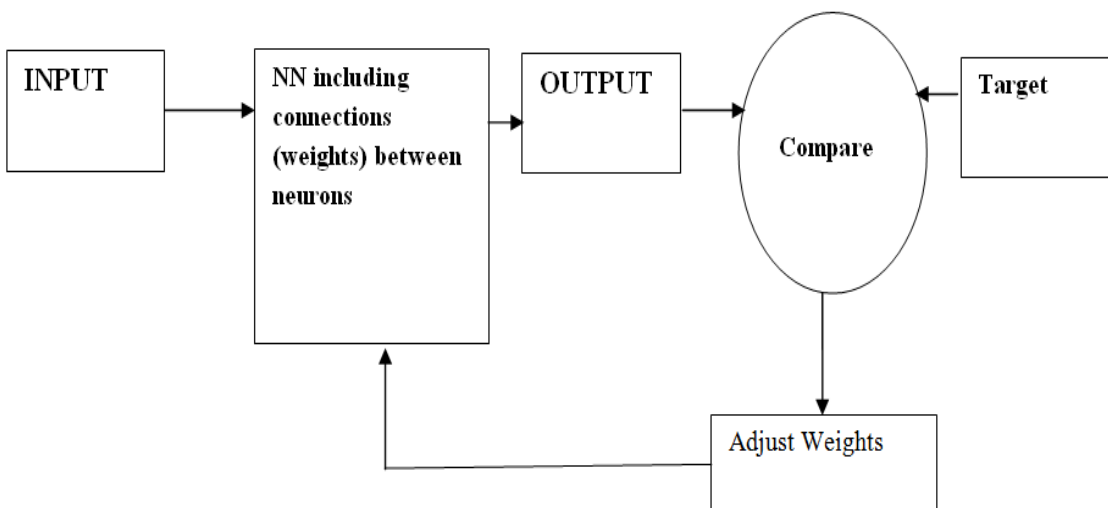 INPUT
NN including
connections
(weights) between
neurons
OUTPUT
Compare
Target
Adjust Weights